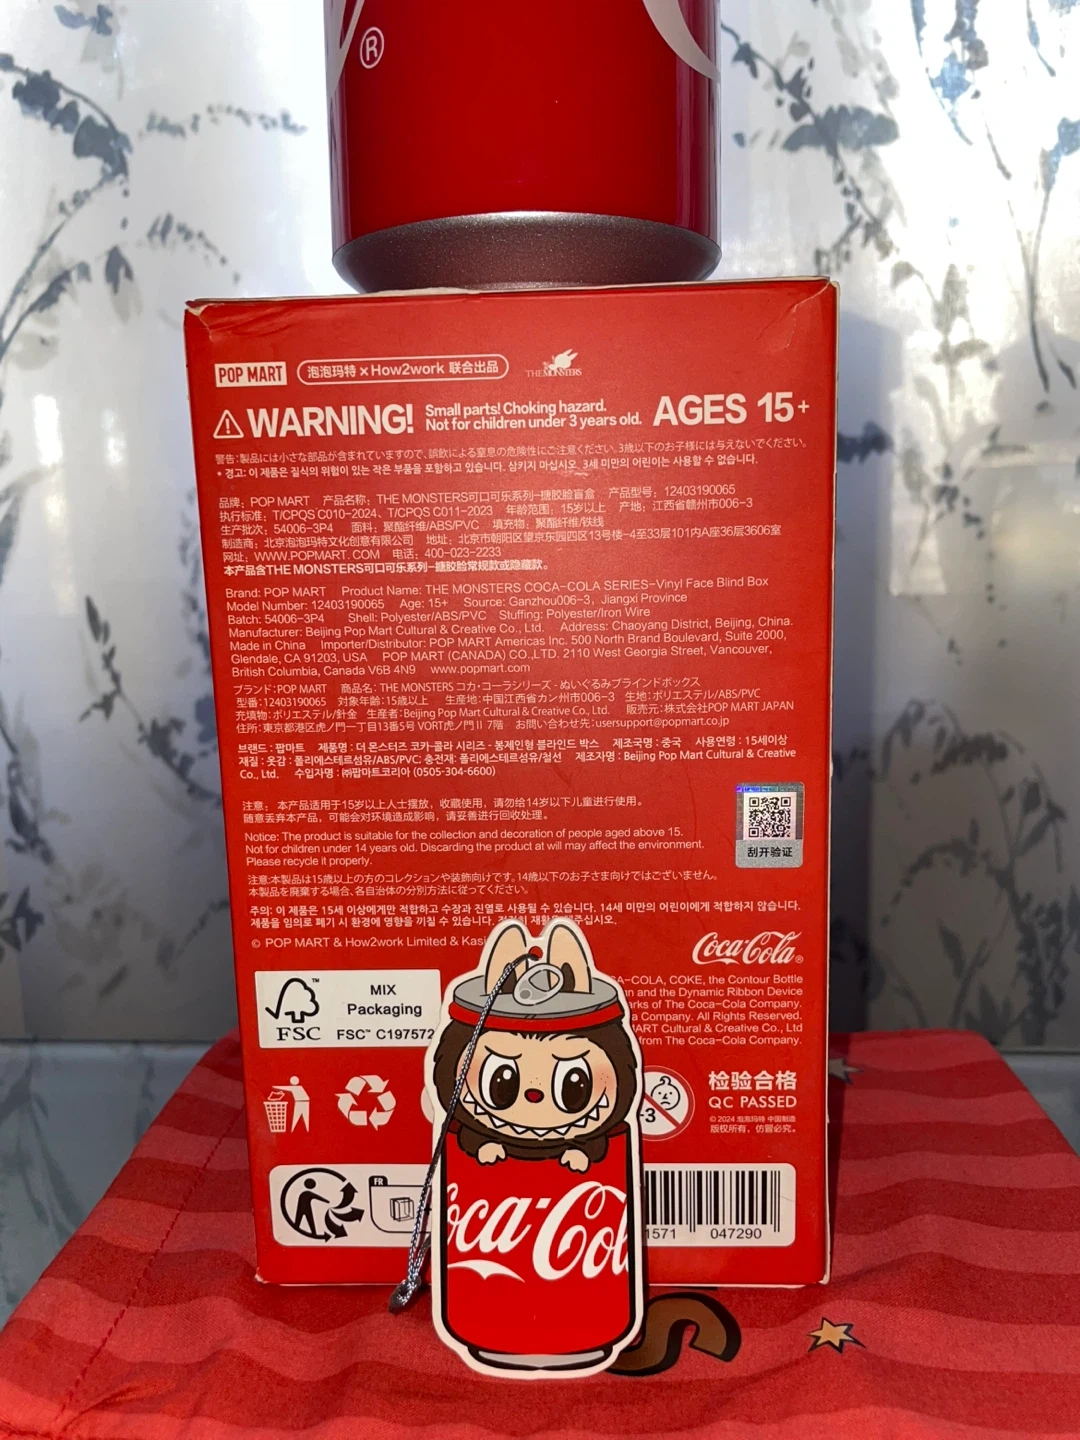 ®
POP MART 泡泡玛特×How2work 联合出品 THE MONSTERS
WARNING! Small parts! Choking hazard.
Not for children under 3 years old. AGES 15+
警告:製品には小さな部品が含まれていますので、誤飲による窒息の危険性にご注意ください。3歳以下のお子様には与えないでください。
* 경고: 이 제품은 질식의 위험이 있는 작은 부품을 포함하고 있습니다. 삼키지 마십시오. 3세 미만의 어린이는 사용할 수 없습니다.
品牌: POP MART 产品名称: THE MONSTERS可口可乐系列-搪胶脸盲盒 产品型号: 12403190065
执行标准: T/CPQS C010-2024、T/CPQS C011-2023 年龄范围: 15岁以上 产地: 江西省赣州市006-3
生产批次: 54006-3P4 面料: 聚酯纤维/ABS/PVC 填充物: 聚酯纤维/铁线
制造商: 北京泡泡玛特文化创意有限公司 地址: 北京市朝阳区望京东园四区13号楼-4至33层101内A座36层3606室
网址: WWW.POPMART.COM 电话: 400-023-2233
本产品含THE MONSTERS可口可乐系列-搪胶脸常规款或隐藏款。
Brand: POP MART Product Name: THE MONSTERS COCA-COLA SERIES-Vinyl Face Blind Box
Model Number: 12403190065 Age: 15+ Source: Ganzhou006-3, Jiangxi Province
Batch: 54006-3P4 Shell: Polyester/ABS/PVC Stuffing: Polyester/Iron Wire
Manufacturer: Beijing Pop Mart Cultural & Creative Co., Ltd. Address: Chaoyang District, Beijing, China.
Made in China Importer/Distributor: POP MART Americas Inc. 500 North Brand Boulevard, Suite 2000,
Glendale, CA 91203, USA POP MART (CANADA) CO.,LTD. 2110 West Georgia Street, Vancouver,
British Columbia, Canada V6B 4N9 www.popmart.com
ブランド:POP MART 商品名: THE MONSTERS コカ・コーラシリーズ - ぬいぐるみブラインドボックス
型番: 12403190065 対象年齢:15歳以上 生産地:中国江西省カン州市006-3 生地:ポリエステル/ABS/PVC
充填物:ポリエステル/針金 生産者:Beijing Pop Mart Cultural & Creative Co., Ltd. 販売元:株式会社POP MART JAPAN
住所:東京都港区虎ノ門一丁目13番5号 VORT虎ノ門II 7階 お問い合わせ先:usersupport@popmart.co.jp
브랜드 : 팝마트 제품명 : 더 몬스터즈 코카-콜라 시리즈 - 봉제인형 블라인드 박스 제조국명 : 중국 사용연령 : 15세이상
재질 : 옷감 : 폴리에스테르섬유/ABS/PVC; 충전재: 폴리에스테르섬유/철선 제조자명 : Beijing Pop Mart Cultural & Creative
Co., Ltd. 수입자명 : ㈜팝마트코리아 (0505-304-6600)
注意: 本产品适用于15岁以上人士摆放、收藏使用, 请勿给14岁以下儿童进行使用。
随意丢弃本产品, 可能会对环境造成影响, 请妥善进行回收处理。
Notice: The product is suitable for the collection and decoration of people aged above 15.
Not for children under 14 years old. Discarding the product at will may affect the environment.
Please recycle it properly.
刮开验证
注意:本製品は15歳以上の方のコレクションや装飾向けです。14歳以下のお子さま向けではございません。
本製品を廃棄する場合、各自治体の分別方法に従ってください。
주의: 이 제품은 15세 이상에게만 적합하고 수장과 진열로 사용될 수 있습니다. 14세 미만의 어린이에게 적합하지 않습니다.
제품을 임의로 폐기 시 환경에 영향을 끼칠 수 있습니다.
© POP MART & How2work Limited & Kasi
Coca-Cola®
A-COLA, COKE, the Contour Bottle
n and the Dynamic Ribbon Device
rks of The Coca-Cola Company.
a Company. All Rights Reserved.
MART Cultural & Creative Co., Ltd
from The Coca-Cola Company.
FSC™
MIX
Packaging
FSC™ C197572
-3
检验合格
QC PASSED
© 2024 泡泡玛特 中国制造
版权所有, 仿冒必究。
FR
1571 047290
Coca-Cola